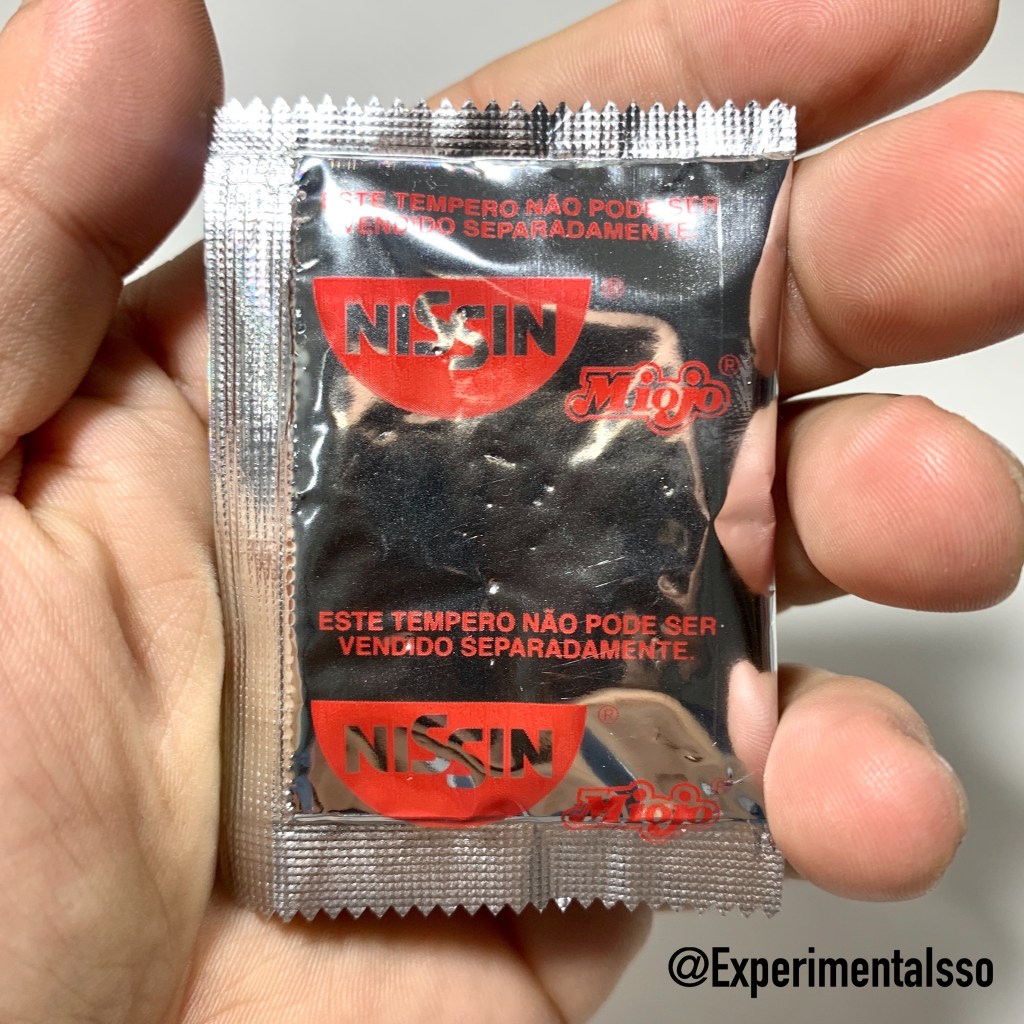 ESTE TEMPERO NÃO PODE SER
VENDIDO SEPARADAMENTE.
NISSIN ®
Miojo ®
ESTE TEMPERO NÃO PODE SER
VENDIDO SEPARADAMENTE.
NISSIN ®
Miojo ®
@Experimentalsso